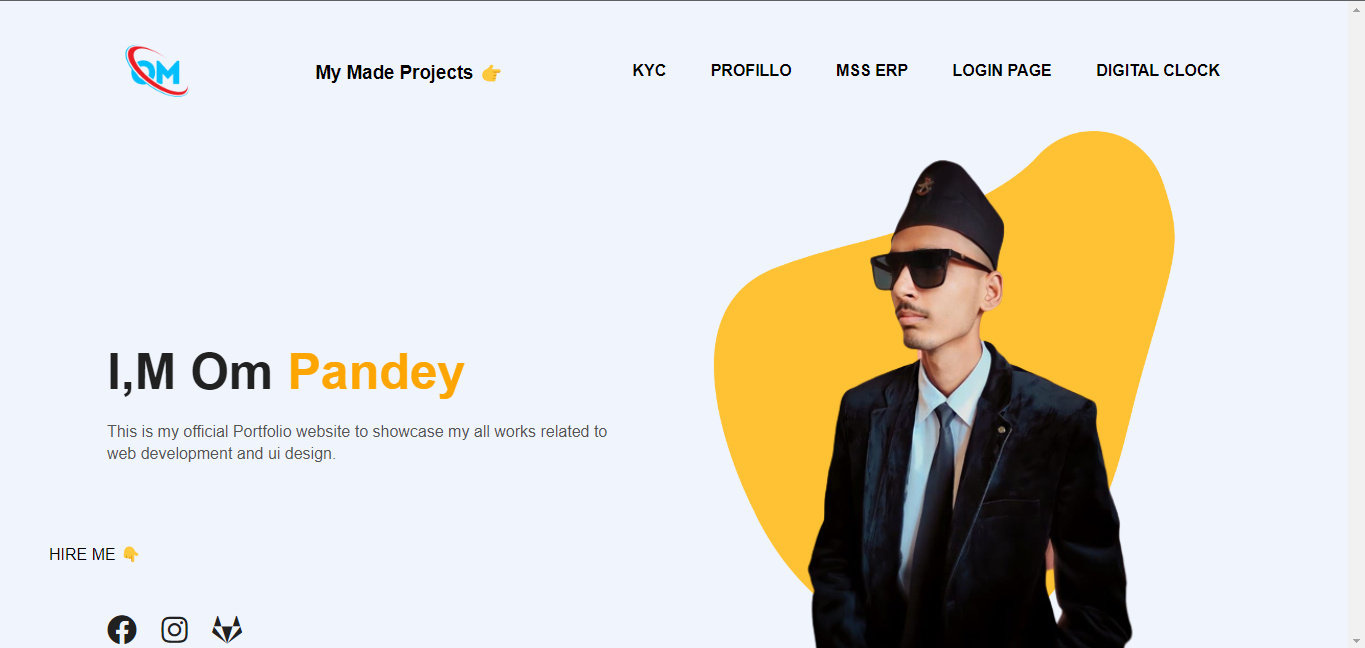 OM
My Made Projects 👉
KYC
PROFILLO
MSS ERP
LOGIN PAGE
DIGITAL CLOCK
I,M Om Pandey
This is my official Portfolio website to showcase my all works related to
web development and ui design.
HIRE ME 👇